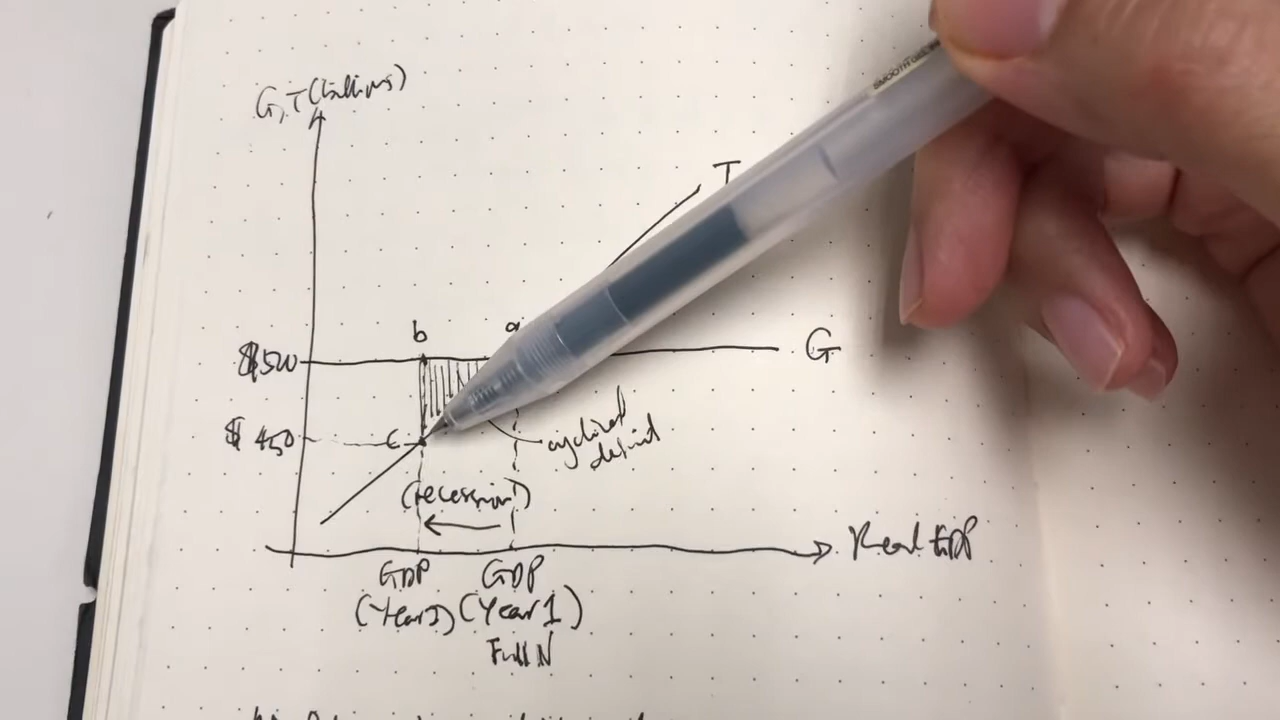 G, T (billions)
T
b a
$500
G
$450
c
cyclical
deficit
(recession)
Real GDP
GDP GDP
(Year 2) (Year 1)
Full N